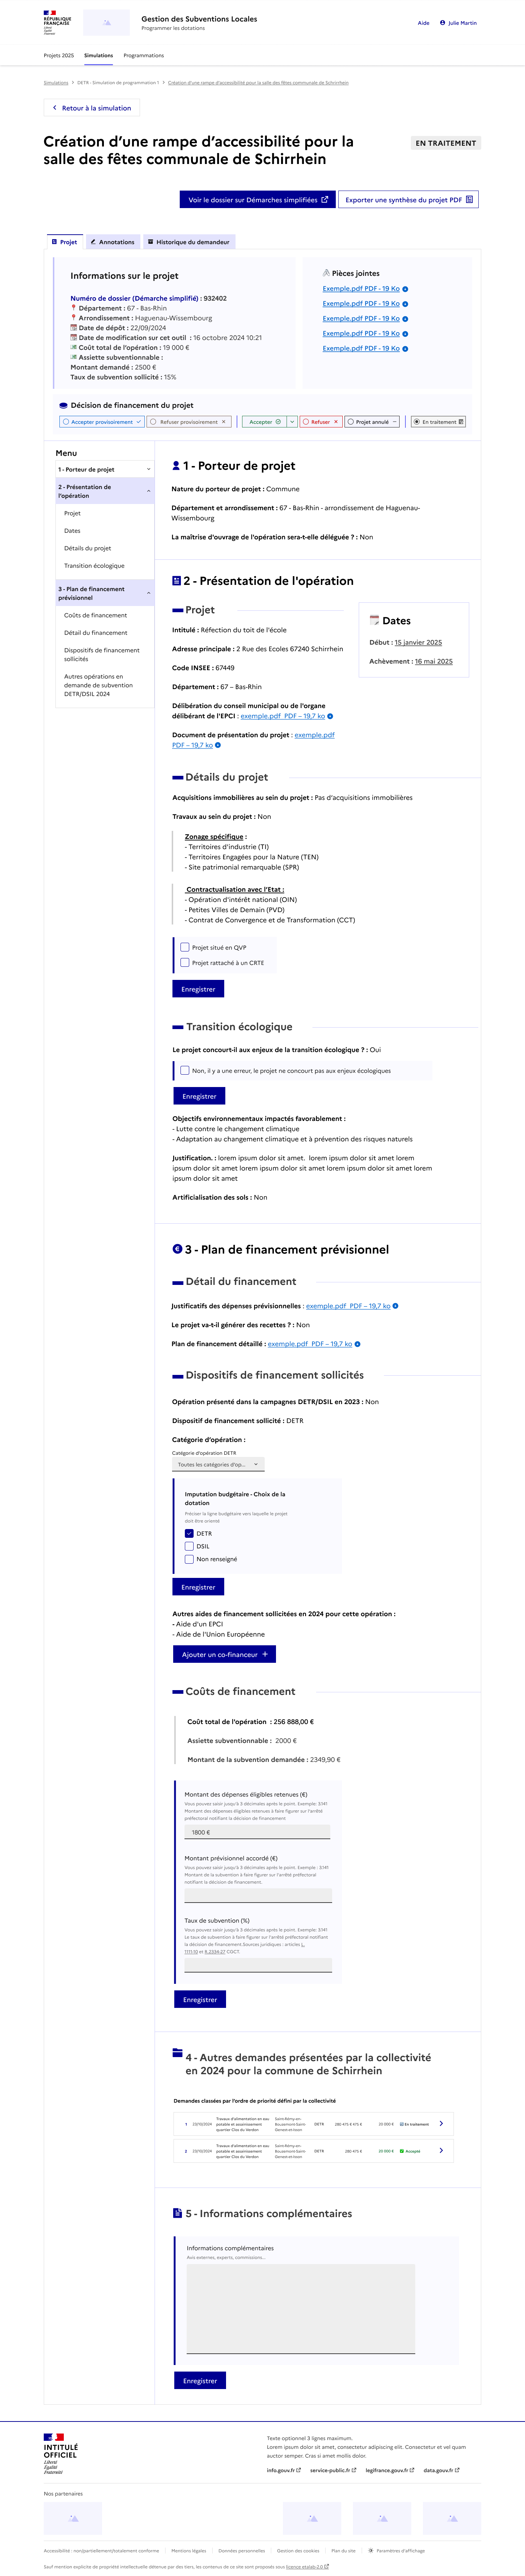 RÉPUBLIQUE
FRANÇAISE
Liberté
Égalité
Fraternité
Gestion des Subventions Locales
Programmer les dotations
Aide
Julie Martin
Projets 2025
Simulations
Programmations
Simulations > DETR - Simulation de programmation 1 > Création d'une rampe d'accessibilité pour la salle des fêtes communale de Schirrhein
Retour à la simulation
Création d'une rampe d'accessibilité pour la
salle des fêtes communale de Schirrhein
EN TRAITEMENT
Voir le dossier sur Démarches simplifiées
Exporter une synthèse du projet PDF
Projet
Annotations
Historique du demandeur
Informations sur le projet
Numéro de dossier (Démarche simplifié) : 932402
Département : 67 - Bas-Rhin
Arrondissement : Haguenau-Wissembourg
Date de dépôt : 22/09/2024
Date de modification sur cet outil : 16 octobre 2024 10:21
Coût total de l'opération : 19 000 €
Assiette subventionnable :
Montant demandé : 2500 €
Taux de subvention sollicité : 15%
Pièces jointes
Exemple.pdf PDF - 19 Ko
Exemple.pdf PDF - 19 Ko
Exemple.pdf PDF - 19 Ko
Exemple.pdf PDF - 19 Ko
Exemple.pdf PDF - 19 Ko
Décision de financement du projet
Accepter provisoirement
Refuser provisoirement
Accepter
Refuser
Projet annulé
En traitement
Menu
1 - Porteur de projet
2 - Présentation de
l'opération
Projet
Dates
Détails du projet
Transition écologique
3 - Plan de financement
prévisionnel
Coûts de financement
Détail du financement
Dispositifs de financement
sollicités
Autres opérations en
demande de subvention
DETR/DSIL 2024
1 - Porteur de projet
Nature du porteur de projet : Commune
Département et arrondissement : 67 - Bas-Rhin - arrondissement de Haguenau-
Wissembourg
La maîtrise d'ouvrage de l'opération sera-t-elle déléguée ? : Non
2 - Présentation de l'opération
Projet
Intitulé : Réfection du toit de l'école
Adresse principale : 2 Rue des Ecoles 67240 Schirrhein
Code INSEE : 67449
Département : 67 – Bas-Rhin
Délibération du conseil municipal ou de l'organe
délibérant de l'EPCI : exemple.pdf PDF – 19,7 ko
Document de présentation du projet : exemple.pdf
PDF – 19,7 ko
Dates
Début : 15 janvier 2025
Achèvement : 16 mai 2025
Détails du projet
Acquisitions immobilières au sein du projet : Pas d'acquisitions immobilières
Travaux au sein du projet : Non
Zonage spécifique :
- Territoires d'industrie (TI)
- Territoires Engagées pour la Nature (TEN)
- Site patrimonial remarquable (SPR)
Contractualisation avec l'Etat :
- Opération d'intérêt national (OIN)
- Petites Villes de Demain (PVD)
- Contrat de Convergence et de Transformation (CCT)
Projet situé en QVP
Projet rattaché à un CRTE
Enregistrer
Transition écologique
Le projet concourt-il aux enjeux de la transition écologique ? : Oui
Non, il y a une erreur, le projet ne concourt pas aux enjeux écologiques
Enregistrer
Objectifs environnementaux impactés favorablement :
- Lutte contre le changement climatique
- Adaptation au changement climatique et à prévention des risques naturels
Justification. : lorem ipsum dolor sit amet. lorem ipsum dolor sit amet lorem
ipsum dolor sit amet lorem ipsum dolor sit amet lorem ipsum dolor sit amet lorem
ipsum dolor sit amet
Artificialisation des sols : Non
3 - Plan de financement prévisionnel
Détail du financement
Justificatifs des dépenses prévisionnelles : exemple.pdf PDF – 19,7 ko
Le projet va-t-il générer des recettes ? : Non
Plan de financement détaillé : exemple.pdf PDF – 19,7 ko
Dispositifs de financement sollicités
Opération présenté dans la campagnes DETR/DSIL en 2023 : Non
Dispositif de financement sollicité : DETR
Catégorie d'opération :
Catégorie d'opération DETR
Toutes les catégories d'op...
Imputation budgétaire - Choix de la
dotation
Préciser la ligne budgétaire vers laquelle le projet
doit être orienté
DETR
DSIL
Non renseigné
Enregistrer
Autres aides de financement sollicitées en 2024 pour cette opération :
- Aide d'un EPCI
- Aide de l'Union Européenne
Ajouter un co-financeur
Coûts de financement
Coût total de l'opération : 256 888,00 €
Assiette subventionnable : 2000 €
Montant de la subvention demandée : 2349,90 €
Montant des dépenses éligibles retenues (€)
Vous pouvez saisir jusqu'à 3 décimales après le point. Exemple: 3.141
Montant des dépenses éligibles retenues à faire figurer sur l'arrêté
préfectoral notifiant la décision de financement
1800 €
Montant prévisionnel accordé (€)
Vous pouvez saisir jusqu'à 3 décimales après le point. Exemple : 3.141
Montant de la subvention à faire figurer sur l'arrêté préfectoral
notifiant la décision de financement.
Taux de subvention (%)
Vous pouvez saisir jusqu'à 3 décimales après le point. Exemple: 3.141
Le taux de subvention à faire figurer sur l'arrêté préfectoral notifiant
la décision de financement.Sources juridiques : articles L.
1111-10 et R.2334-27 CGCT.
Enregistrer
4 - Autres demandes présentées par la collectivité
en 2024 pour la commune de Schirrhein
Demandes classées par l'ordre de priorité défini par la collectivité
1 23/10/2024 Travaux d'alimentation en eau potable et assainissement quartier Clos du Verdon Saint-Rémy-en-Bouzemont-Saint-Genest-et-Isson DETR 280 475 € 475 € 20 000 € En traitement
2 23/10/2024 Travaux d'alimentation en eau potable et assainissement quartier Clos du Verdon Saint-Rémy-en-Bouzemont-Saint-Genest-et-Isson DETR 280 475 € 20 000 € Accepté
5 - Informations complémentaires
Informations complémentaires
Avis externes, experts, commissions...
Enregistrer
INTITULÉ
OFFICIEL
Liberté
Égalité
Fraternité
Texte optionnel 3 lignes maximum.
Lorem ipsum dolor sit amet, consectetur adipiscing elit. Consectetur et vel quam
auctor semper. Cras si amet mollis dolor.
info.gouv.fr
service-public.fr
legifrance.gouv.fr
data.gouv.fr
Nos partenaires
Accessibilité : non/partiellement/totalement conforme
Mentions légales
Données personnelles
Gestion des cookies
Plan du site
Paramètres d'affichage
Sauf mention explicite de propriété intellectuelle détenue par des tiers, les contenus de ce site sont proposés sous licence etalab-2.0